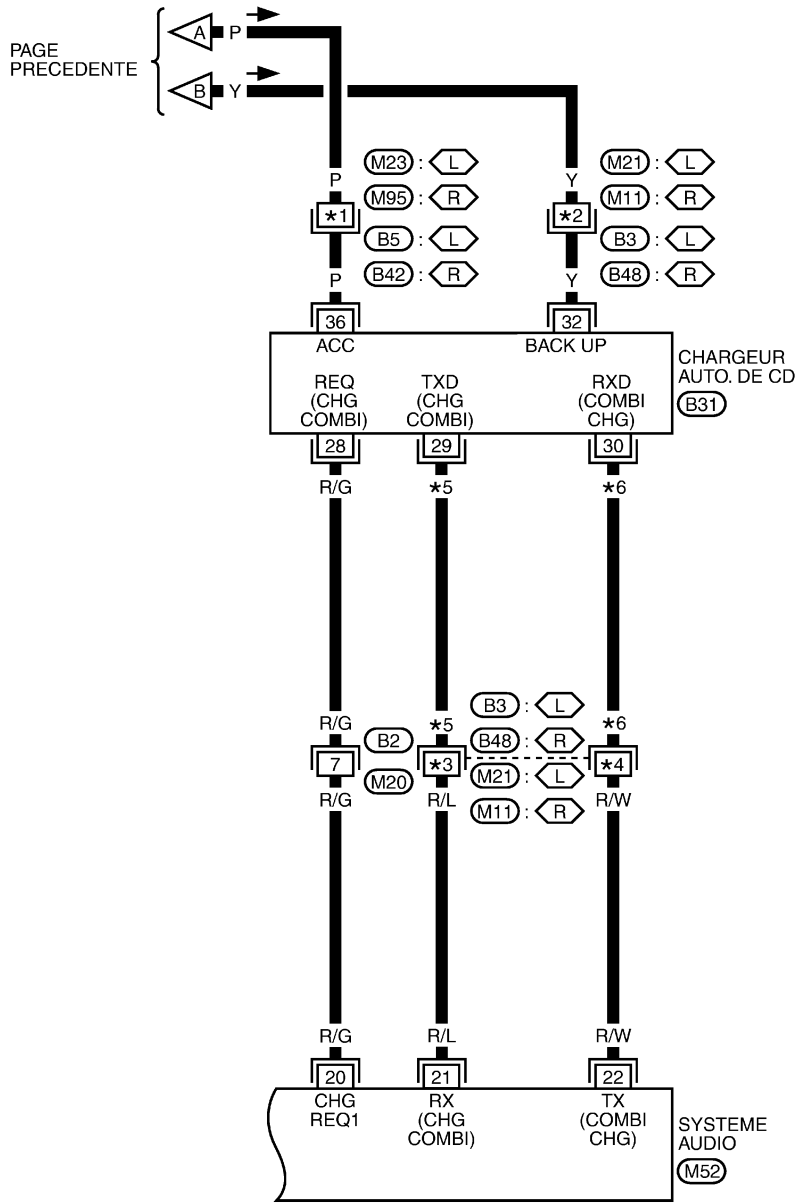 PAGE
PRECEDENTE
A P
B Y
P
Y
M23 : L
M95 : R
M21 : L
M11 : R
★1
★2
B5 : L
B42 : R
B3 : L
B48 : R
P
Y
36
32
ACC
BACK UP
REQ
(CHG
COMBI)
TXD
(CHG
COMBI)
RXD
(COMBI
CHG)
CHARGEUR
AUTO. DE CD
B31
28
29
30
R/G
★5
★6
B3 : L
R/G
★5
★6
B2
B48 : R
7
★3
★4
M20
M21 : L
R/G
R/L
R/W
M11 : R
R/G
R/L
R/W
20
21
22
CHG
REQ1
RX
(CHG
COMBI)
TX
(COMBI
CHG)
SYSTEME
AUDIO
M52